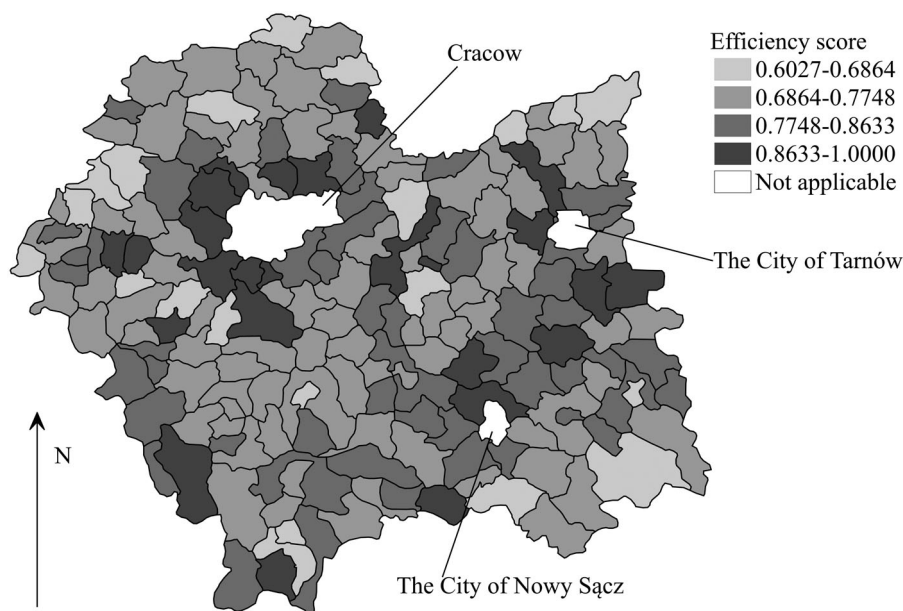 Cracow
Efficiency score
0.6027-0.6864
0.6864-0.7748
0.7748-0.8633
0.8633-1.0000
Not applicable
The City of Tarnów
N
The City of Nowy Sącz